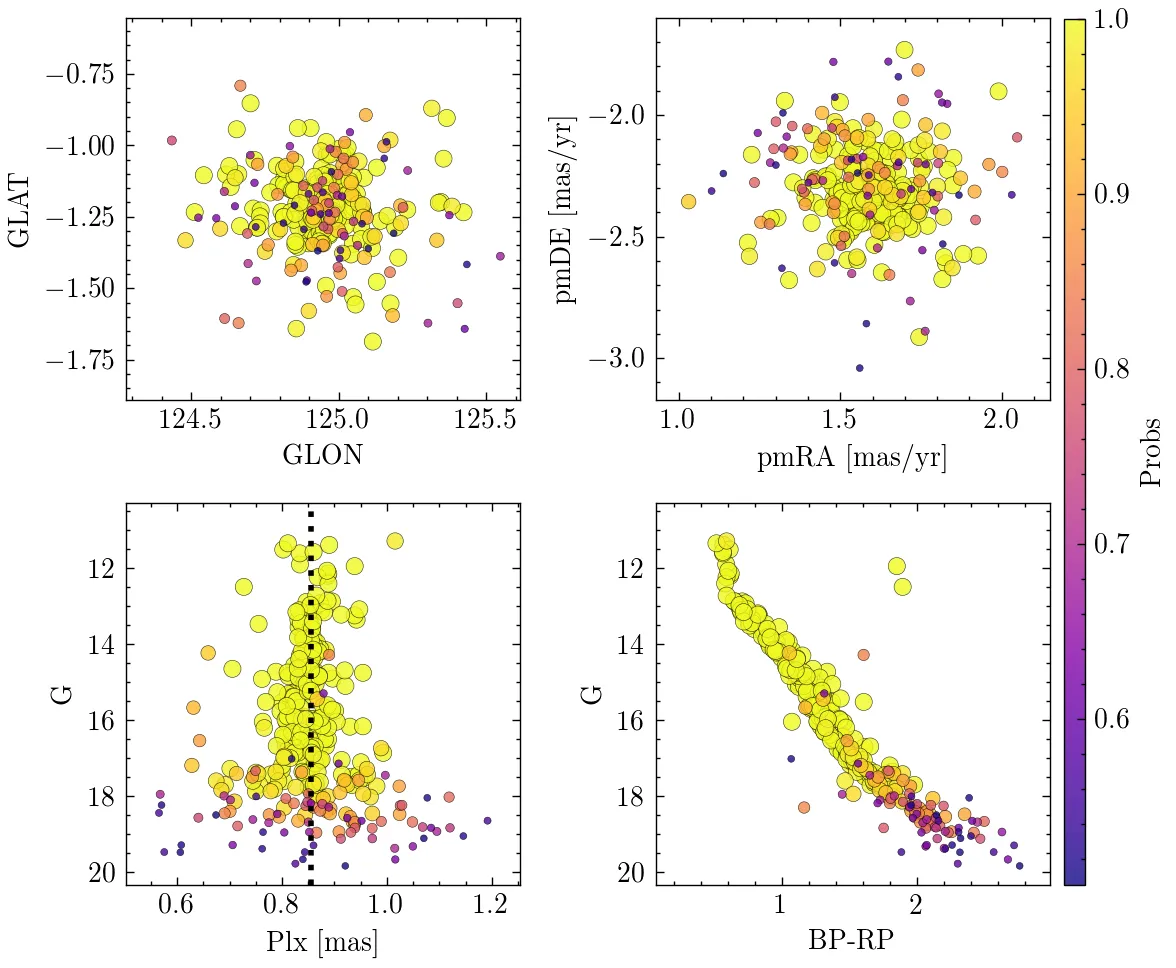 −0.75
−1.00
−1.25
−1.50
−1.75
GLAT
124.5 125.0 125.5
GLON
−2.0
−2.5
−3.0
pmDE [mas/yr]
1.0 1.5 2.0
pmRA [mas/yr]
1.0
0.9
0.8
0.7
0.6
Probs
12
14
16
18
20
G
0.6 0.8 1.0 1.2
Plx [mas]
12
14
16
18
20
G
1 2
BP-RP